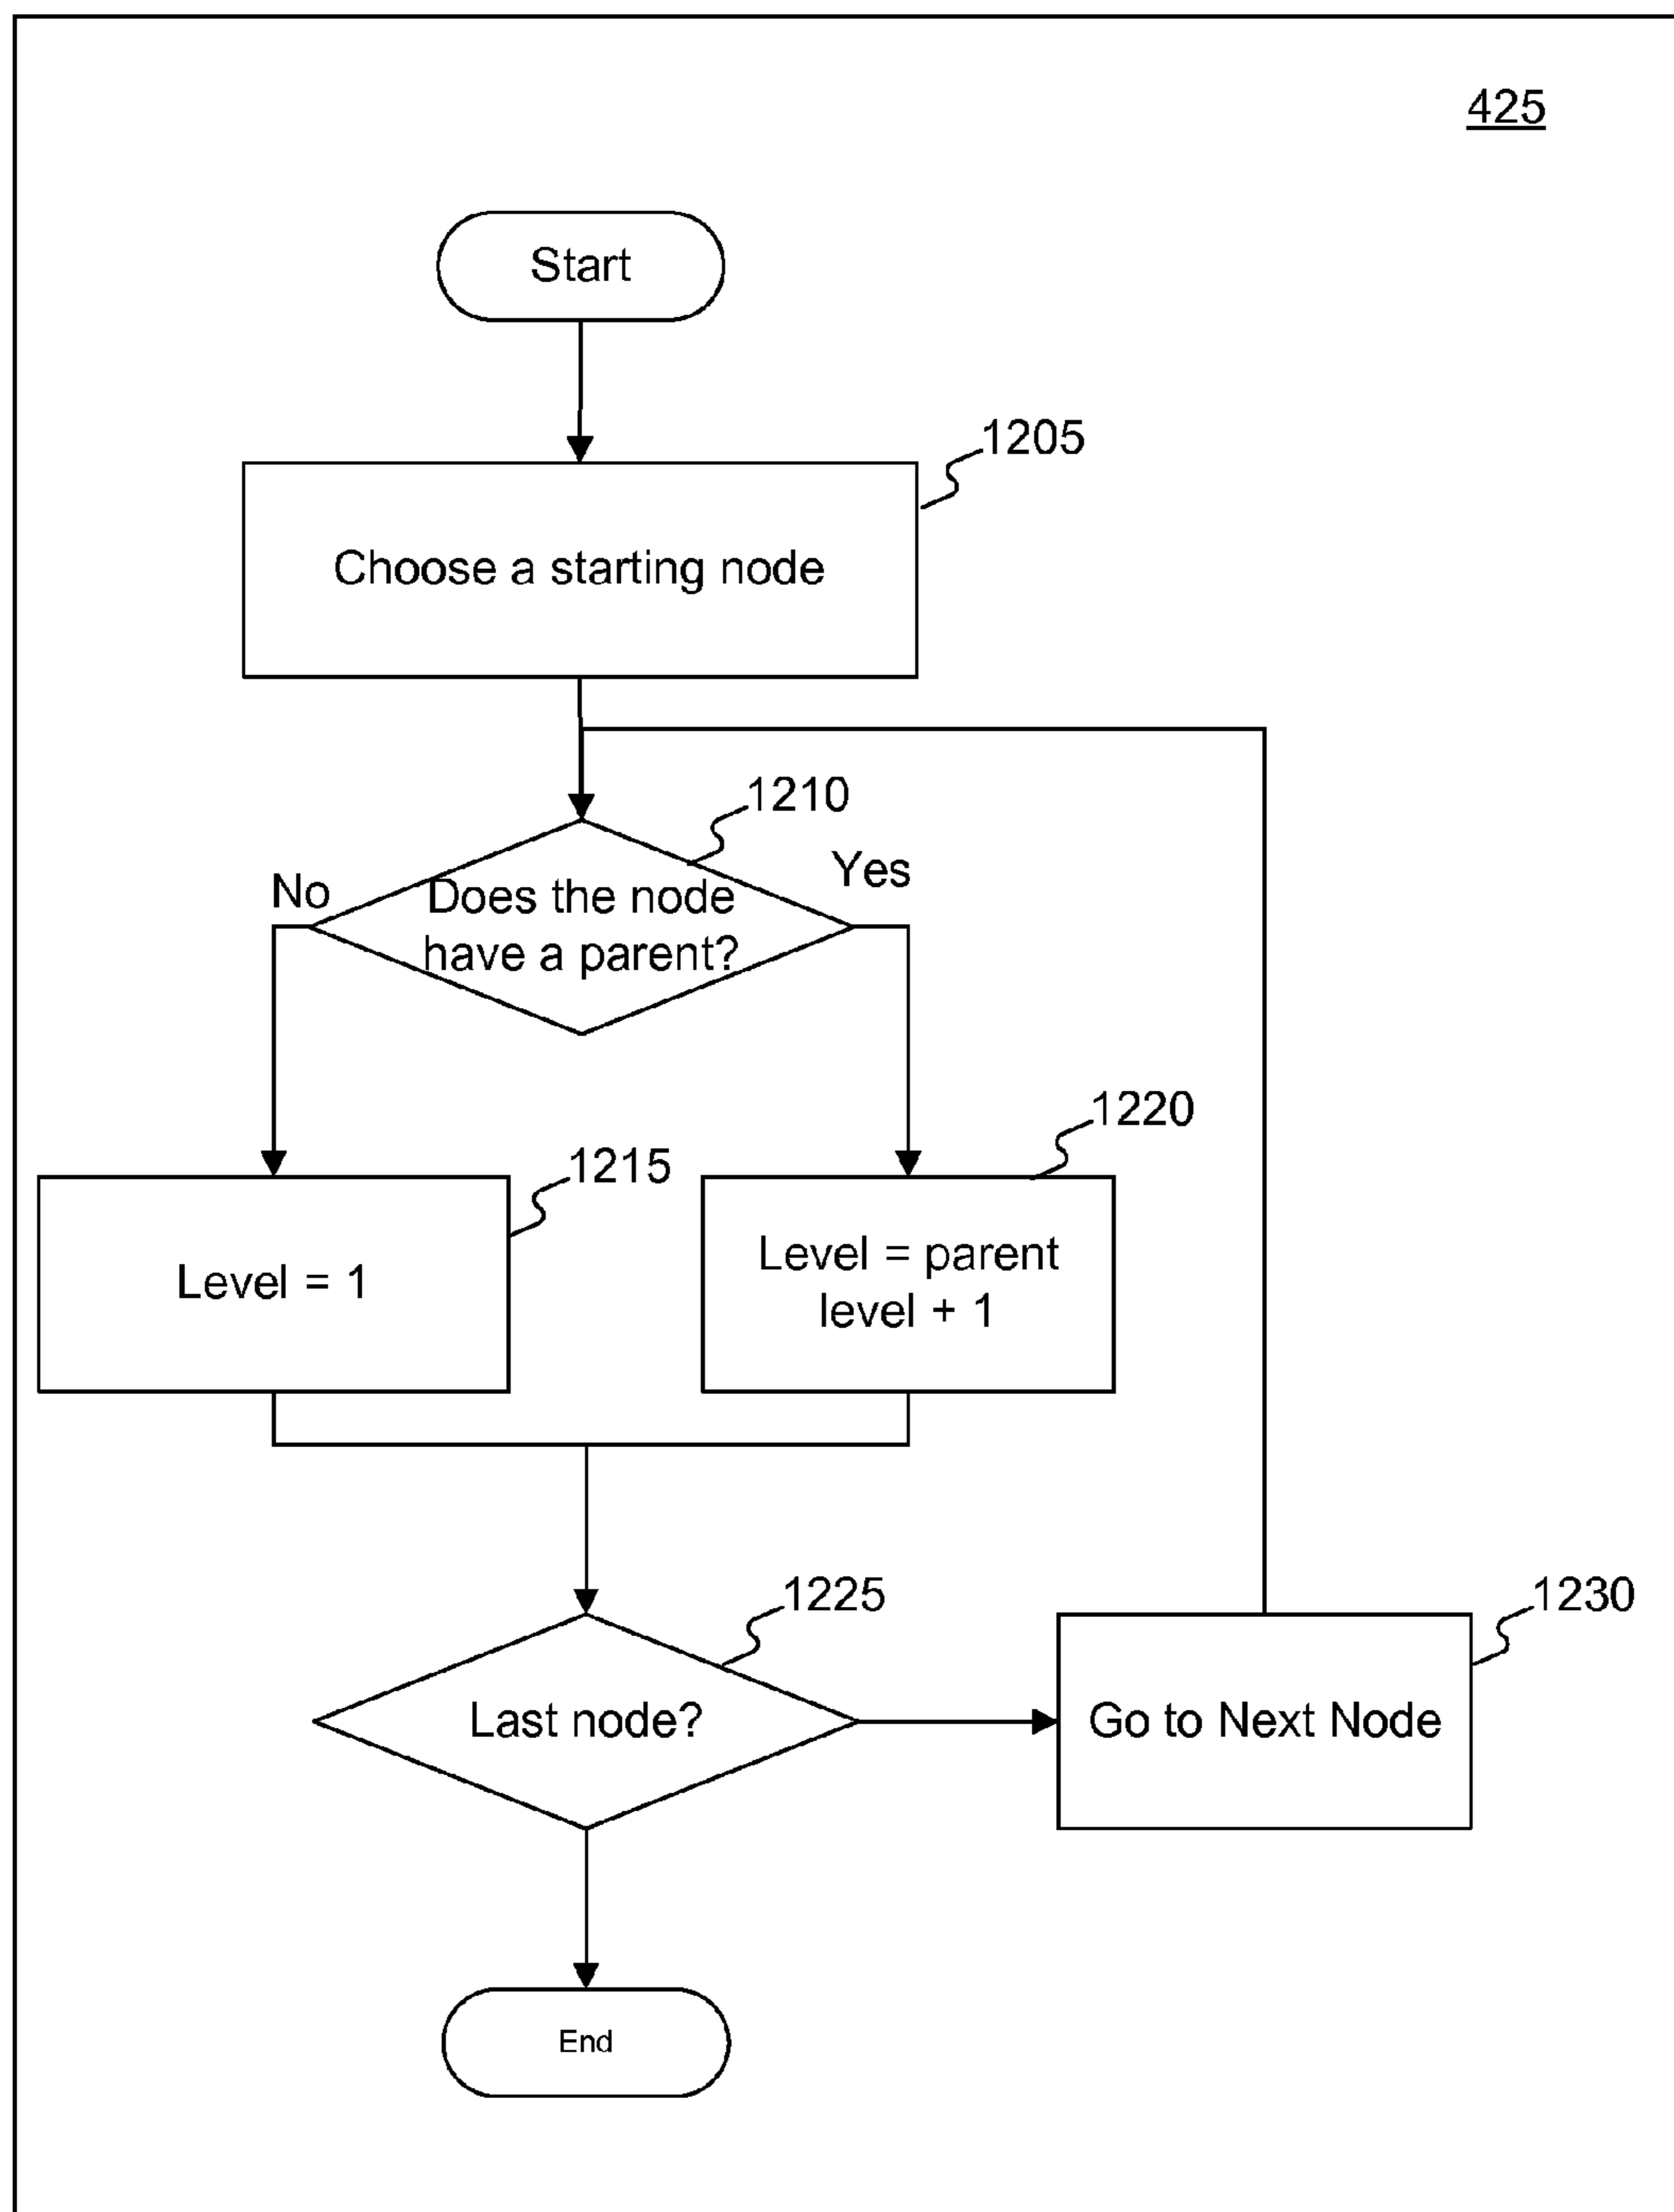 425
Start
1205
Choose a starting node
1210
No
Yes
Does the node
have a parent?
1220
1215
Level = 1
Level = parent
level + 1
1225
1230
Last node?
Go to Next Node
End